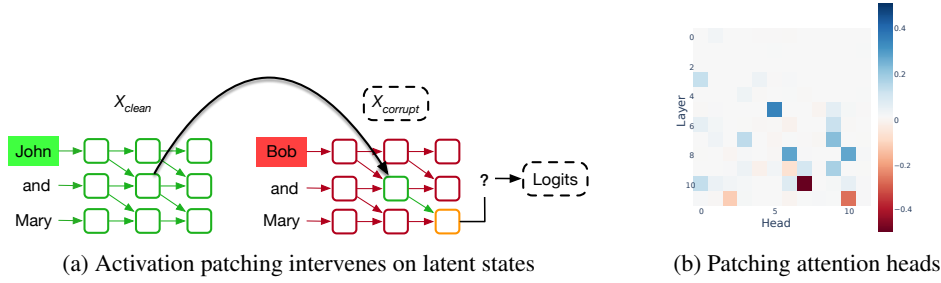 X_clean
X_corrupt
John
and
Mary
Bob
and
Mary
?
Logits
(a) Activation patching intervenes on latent states
0
2
4
6
8
10
Layer
0
5
10
Head
0.4
0.2
0
−0.2
−0.4
(b) Patching attention heads